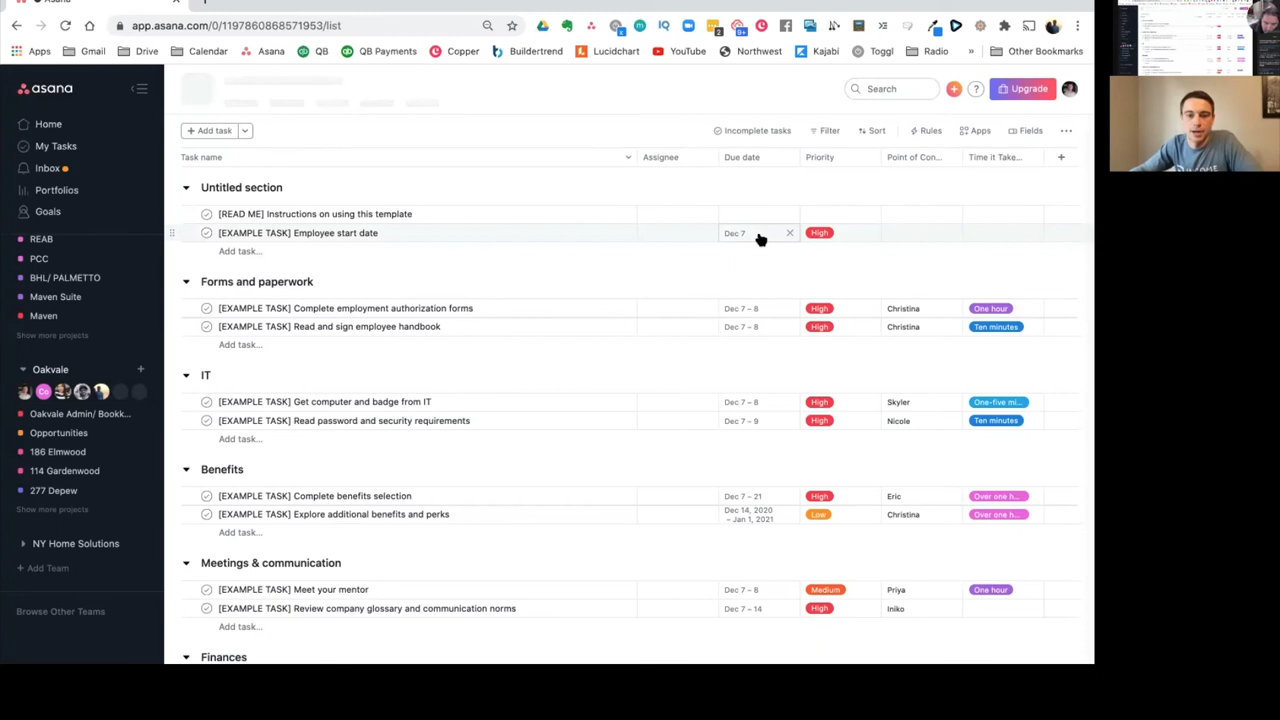 app.asana.com/0/1197860868571953/list
Apps Gmail Drive Calendar QB QB Payments Lucidchart YouTube Northwest Kajabi Radio » Other Bookmarks
asana
Search ? Upgrade
Home
My Tasks
Inbox
Portfolios
Goals
REAB
PCC
BHL/ PALMETTO
Maven Suite
Maven
Show more projects
Oakvale
Co
Oakvale Admin/ Bookk...
Opportunities
186 Elmwood
114 Gardenwood
277 Depew
Show more projects
NY Home Solutions
+ Add Team
Browse Other Teams
+ Add task Incomplete tasks Filter Sort Rules Apps Fields
Task name Assignee Due date Priority Point of Con... Time it Take... +
Untitled section
[READ ME] Instructions on using this template
[EXAMPLE TASK] Employee start date Dec 7 High
Add task...
Forms and paperwork
[EXAMPLE TASK] Complete employment authorization forms Dec 7 – 8 High Christina One hour
[EXAMPLE TASK] Read and sign employee handbook Dec 7 – 8 High Christina Ten minutes
Add task...
IT
[EXAMPLE TASK] Get computer and badge from IT Dec 7 – 8 High Skyler One-five mi...
[EXAMPLE TASK] Read password and security requirements Dec 7 – 9 High Nicole Ten minutes
Add task...
Benefits
[EXAMPLE TASK] Complete benefits selection Dec 7 – 21 High Eric Over one h...
[EXAMPLE TASK] Explore additional benefits and perks Dec 14, 2020 – Jan 1, 2021 Low Christina Over one h...
Add task...
Meetings & communication
[EXAMPLE TASK] Meet your mentor Dec 7 – 8 Medium Priya One hour
[EXAMPLE TASK] Review company glossary and communication norms Dec 7 – 14 High Iniko
Add task...
Finances